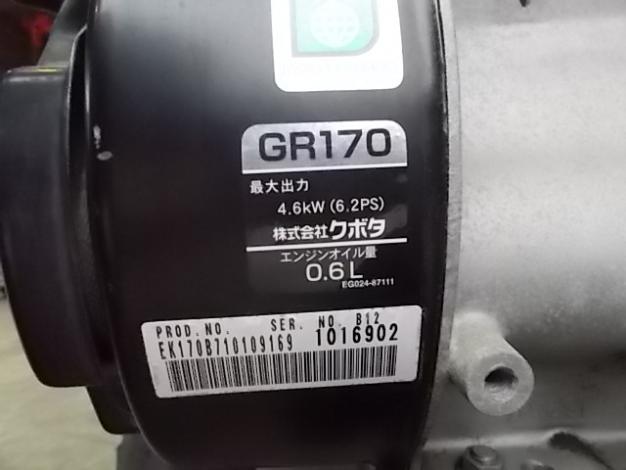 GR170
最大出力
4.6kW (6.2PS)
株式会社クボタ
エンジンオイル量
0.6L
EG024-87111
PROD. NO. SER. NO. B12
EK170B710109169 1016902